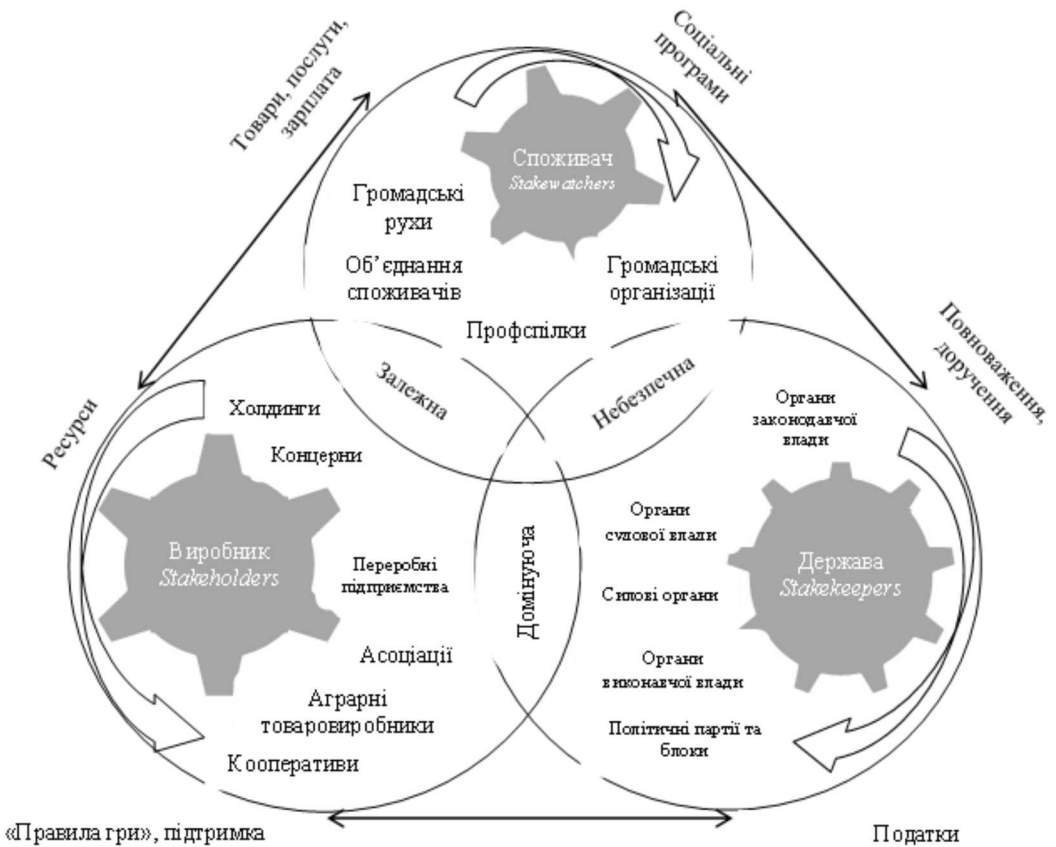 Товари, послуги,
зарплата
Соціальні
програми
Споживач
Stakewatchers
Громадські
рухи
Об’єднання
споживачів
Громадські
організації
Профспілки
Ресурси
Повноваження,
доручення
Залежна
Небезпечна
Домінуюча
Холдинги
Концерни
Виробник
Stakeholders
Переробні
підприємства
Асоціації
Аграрні
товаровиробники
Кооперативи
Органи
законодавчої
влади
Органи
судової влади
Силові органи
Держава
Stakekeepers
Органи
виконавчої влади
Політичні партії та
блоки
«Правила гри», підтримка
Податки